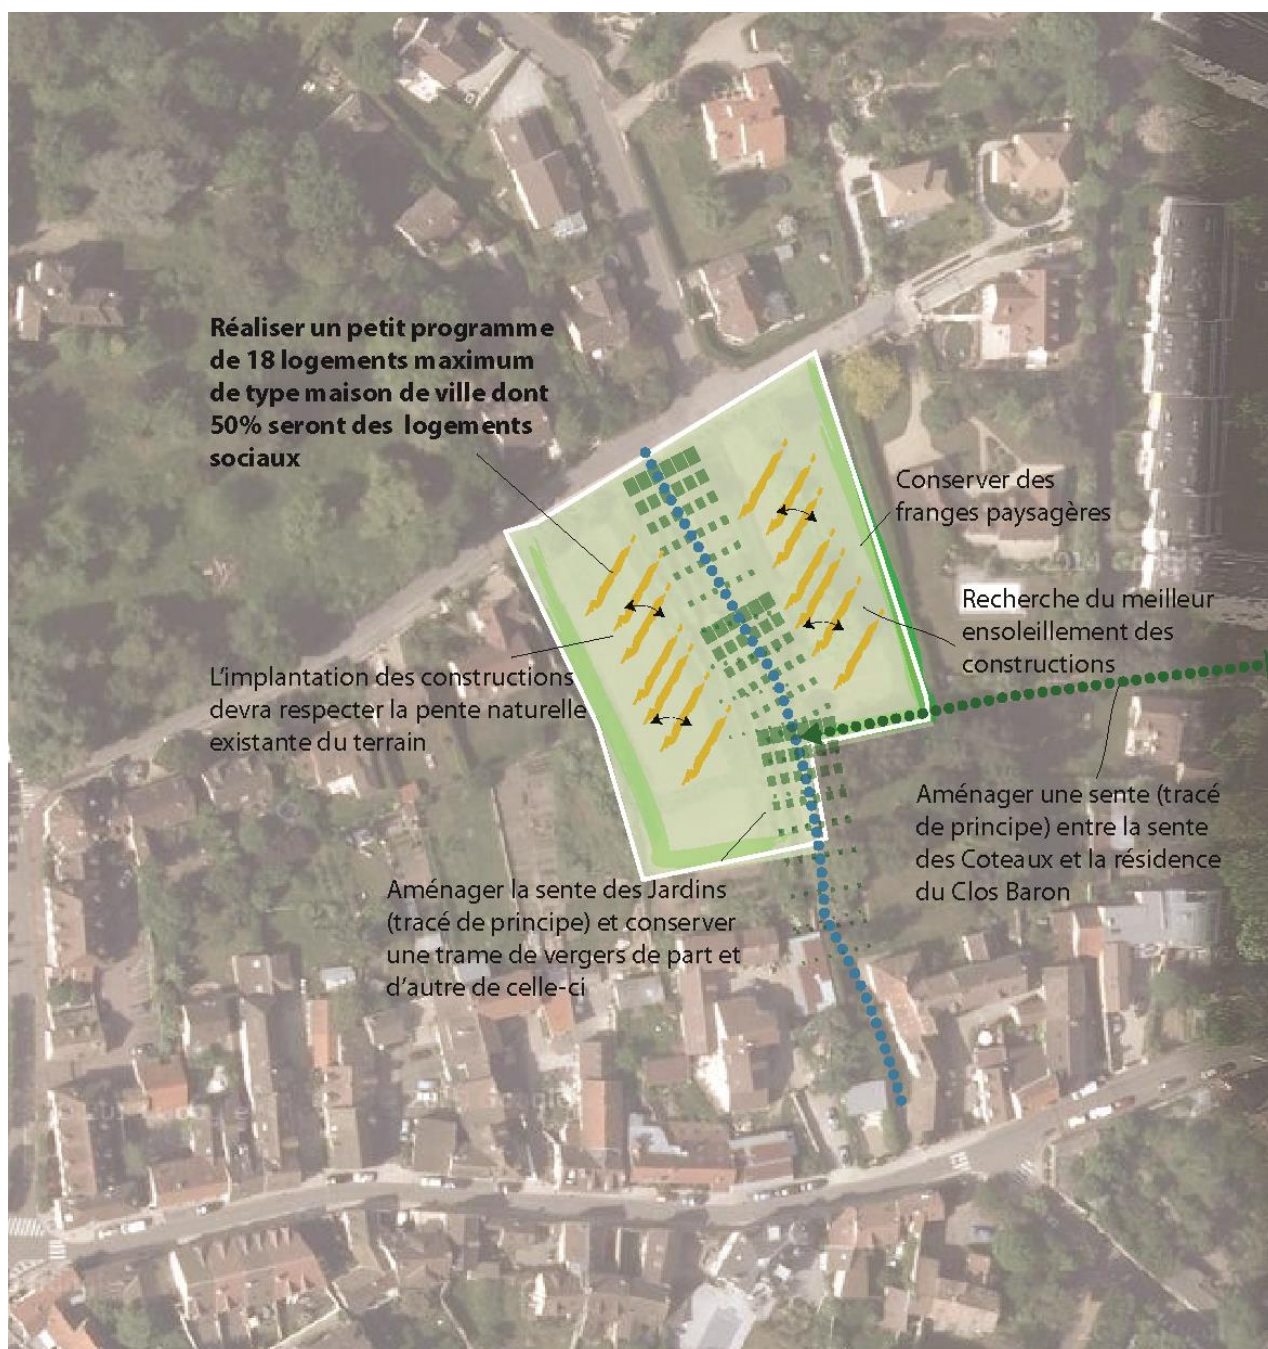 Réaliser un petit programme
de 18 logements maximum
de type maison de ville dont
50% seront des logements
sociaux
Conserver des
franges paysagères
Recherche du meilleur
ensoleillement des
constructions
L'implantation des constructions
devra respecter la pente naturelle
existante du terrain
Aménager une sente (tracé
de principe) entre la sente
des Coteaux et la résidence
du Clos Baron
Aménager la sente des Jardins
(tracé de principe) et conserver
une trame de vergers de part et
d'autre de celle-ci